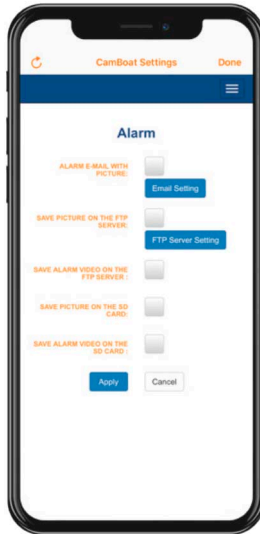 CamBoat Settings
Done
Alarm
ALARM E-MAIL WITH
PICTURE:
Email Setting
SAVE PICTURE ON THE FTP
SERVER:
FTP Server Setting
SAVE ALARM VIDEO ON THE
FTP SERVER :
SAVE PICTURE ON THE SD
CARD:
SAVE ALARM VIDEO ON THE
SD CARD :
Apply
Cancel